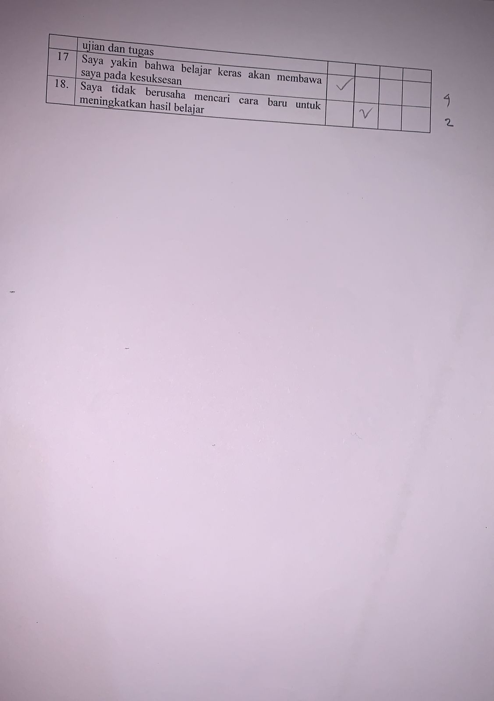 ujian dan tugas
17 Saya yakin bahwa belajar keras akan membawa
saya pada kesuksesan ✓ 4
18. Saya tidak berusaha mencari cara baru untuk
meningkatkan hasil belajar ✓ 2